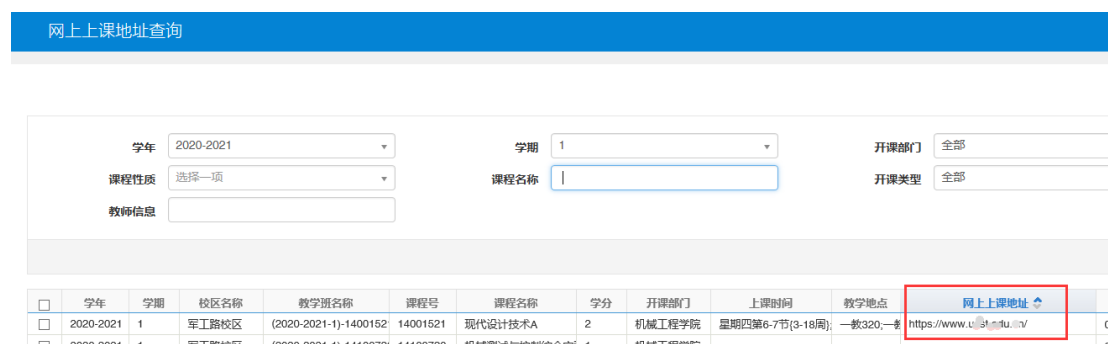 网上上课地址查询
学年 2020-2021 学期 1 开课部门 全部
课程性质 选择一项 课程名称 开课类型 全部
教师信息
学年 学期 校区名称 教学班名称 课程号 课程名称 学分 开课部门 上课时间 教学地点 网上上课地址
2020-2021 1 军工路校区 (2020-2021-1)-1400152 14001521 现代设计技术A 2 机械工程学院 星期四第6-7节{3-18周}; 一教320;一教 https://www.